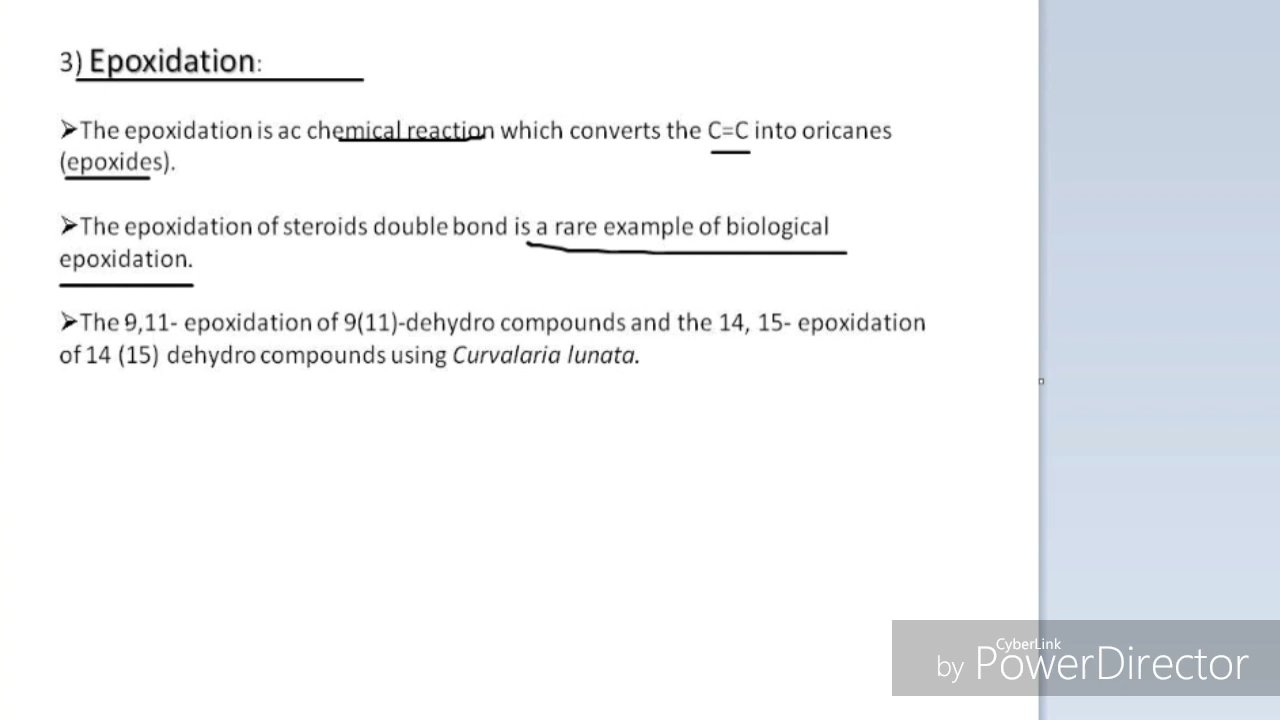 3) Epoxidation:
➢The epoxidation is ac chemical reaction which converts the C=C into oricanes
(epoxides).
➢The epoxidation of steroids double bond is a rare example of biological
epoxidation.
➢The 9,11- epoxidation of 9(11)-dehydro compounds and the 14, 15- epoxidation
of 14 (15) dehydro compounds using Curvalaria lunata.
CyberLink
by PowerDirector